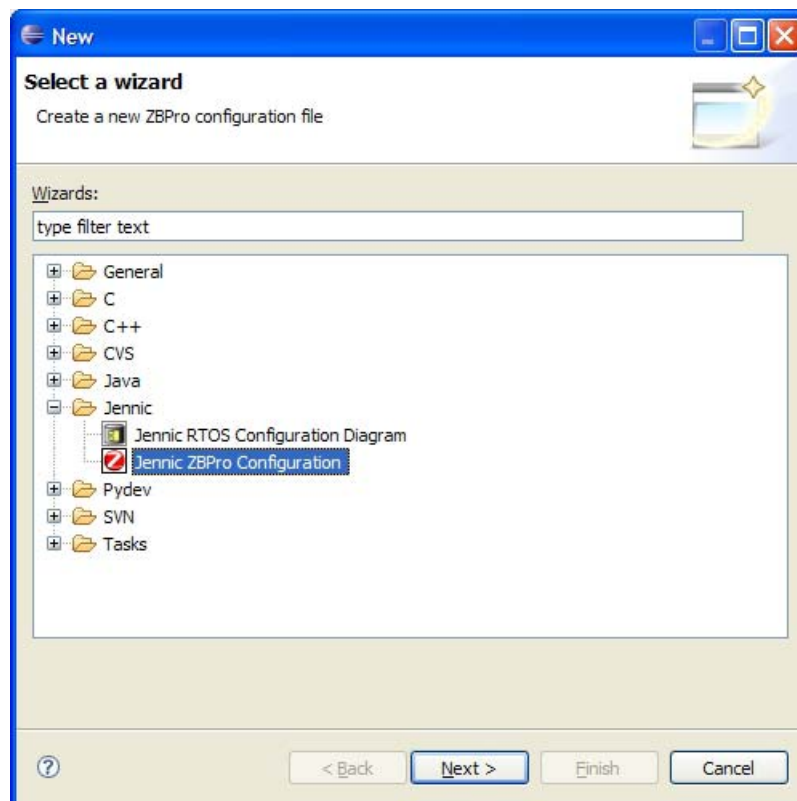 New
Select a wizard
Create a new ZBPro configuration file
Wizards:
type filter text
General
C
C++
CVS
Java
Jennic
Jennic RTOS Configuration Diagram
Jennic ZBPro Configuration
Pydev
SVN
Tasks
? < Back Next > Finish Cancel